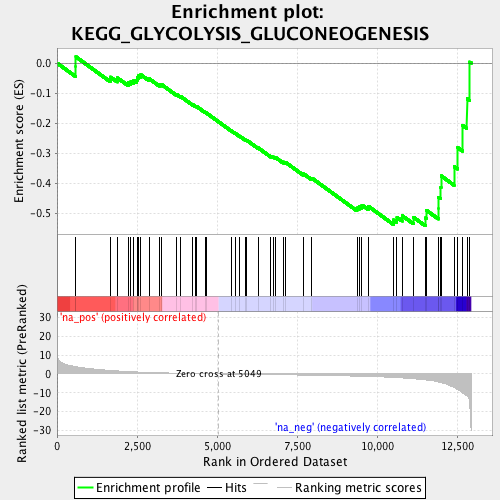 Enrichment plot:
KEGG_GLYCOLYSIS_GLUCONEOGENESIS
Enrichment score (ES)
0.0
-0.1
-0.2
-0.3
-0.4
-0.5
'na_pos' (positively correlated)
Ranked list metric (PreRanked)
30
20
10
0
-10
-20
-30
Zero cross at 5049
'na_neg' (negatively correlated)
0
2,500
5,000
7,500
10,000
12,500
Rank in Ordered Dataset
Enrichment profile
Hits
Ranking metric scores